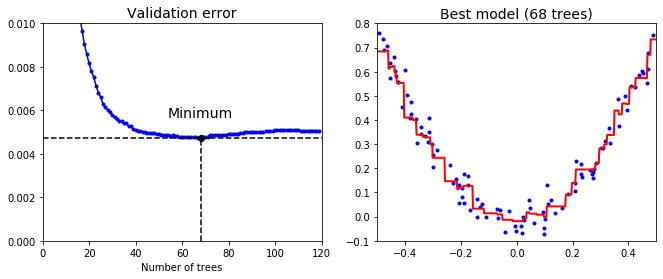 Validation error
0.010
0.008
0.006
0.004
0.002
0.000
Minimum
0 20 40 60 80 100 120
Number of trees
Best model (68 trees)
0.8
0.7
0.6
0.5
0.4
0.3
0.2
0.1
0.0
−0.1
−0.4 −0.2 0.0 0.2 0.4